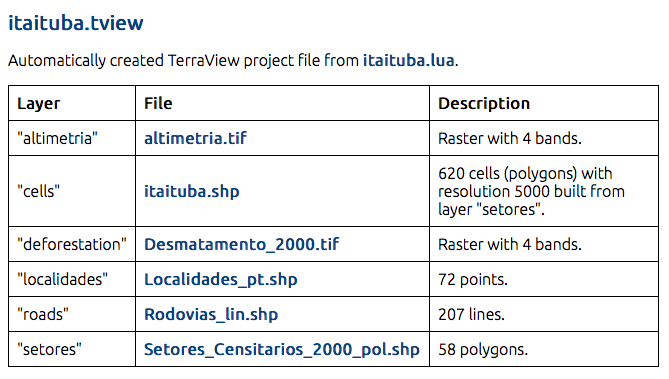 itaituba.tview
Automatically created TerraView project file from itaituba.lua.
Layer File Description
"altimetria" altimetria.tif Raster with 4 bands.
"cells" itaituba.shp 620 cells (polygons) with
resolution 5000 built from
layer "setores".
"deforestation" Desmatamento_2000.tif Raster with 4 bands.
"localidades" Localidades_pt.shp 72 points.
"roads" Rodovias_lin.shp 207 lines.
"setores" Setores_Censitarios_2000_pol.shp 58 polygons.